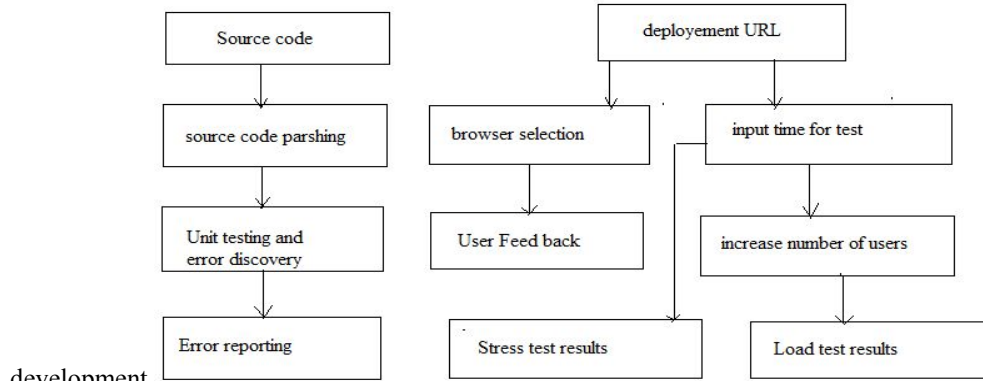 Source code
deployement URL
source code parshing
browser selection
input time for test
Unit testing and
error discovery
User Feed back
increase number of users
Error reporting
Stress test results
Load test results
development